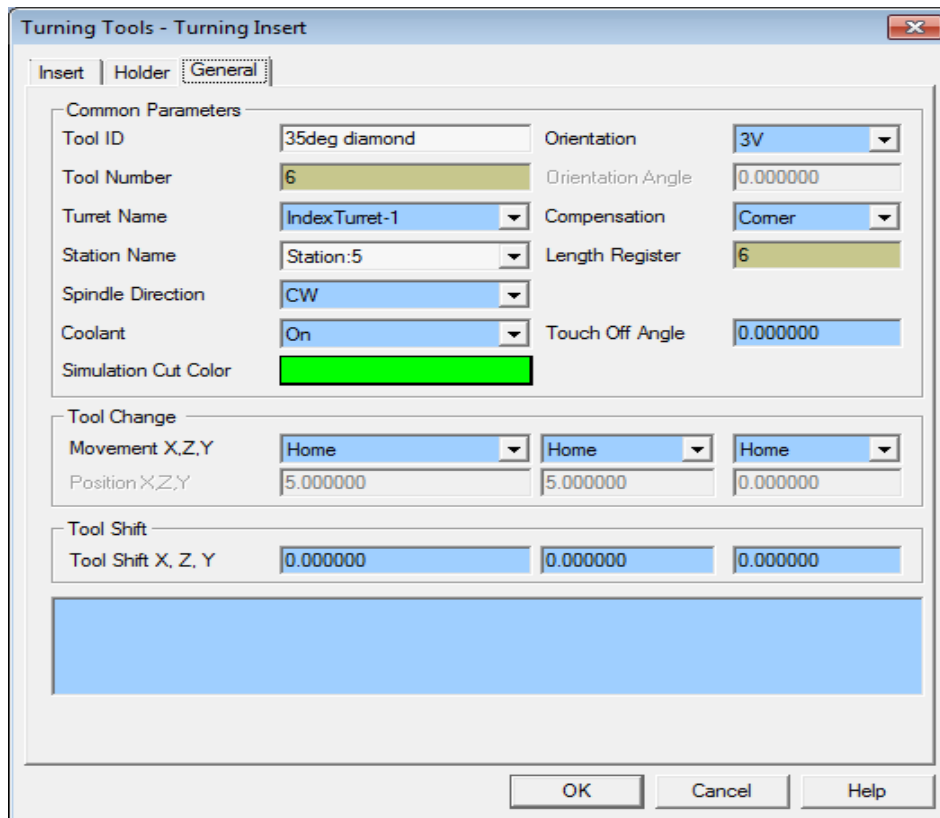 Turning Tools - Turning Insert
Insert Holder General
Common Parameters
Tool ID 35deg diamond Orientation 3V
Tool Number 6 Orientation Angle 0.000000
Turret Name IndexTurret-1 Compensation Corner
Station Name Station:5 Length Register 6
Spindle Direction CW
Coolant On Touch Off Angle 0.000000
Simulation Cut Color
Tool Change
Movement X,Z,Y Home Home Home
Position X,Z,Y 5.000000 5.000000 0.000000
Tool Shift
Tool Shift X, Z, Y 0.000000 0.000000 0.000000
OK Cancel Help